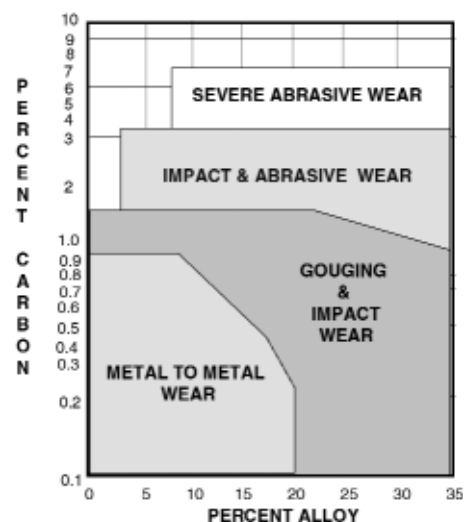 10
9
8
7
6
5
4
3
2
1.0
0.9
0.8
0.7
0.6
0.5
0.4
0.3
0.2
0.1
PERCENT CARBON
SEVERE ABRASIVE WEAR
IMPACT & ABRASIVE WEAR
GOUGING
&
IMPACT
WEAR
METAL TO METAL
WEAR
0 5 15 20 25 30 35
PERCENT ALLOY